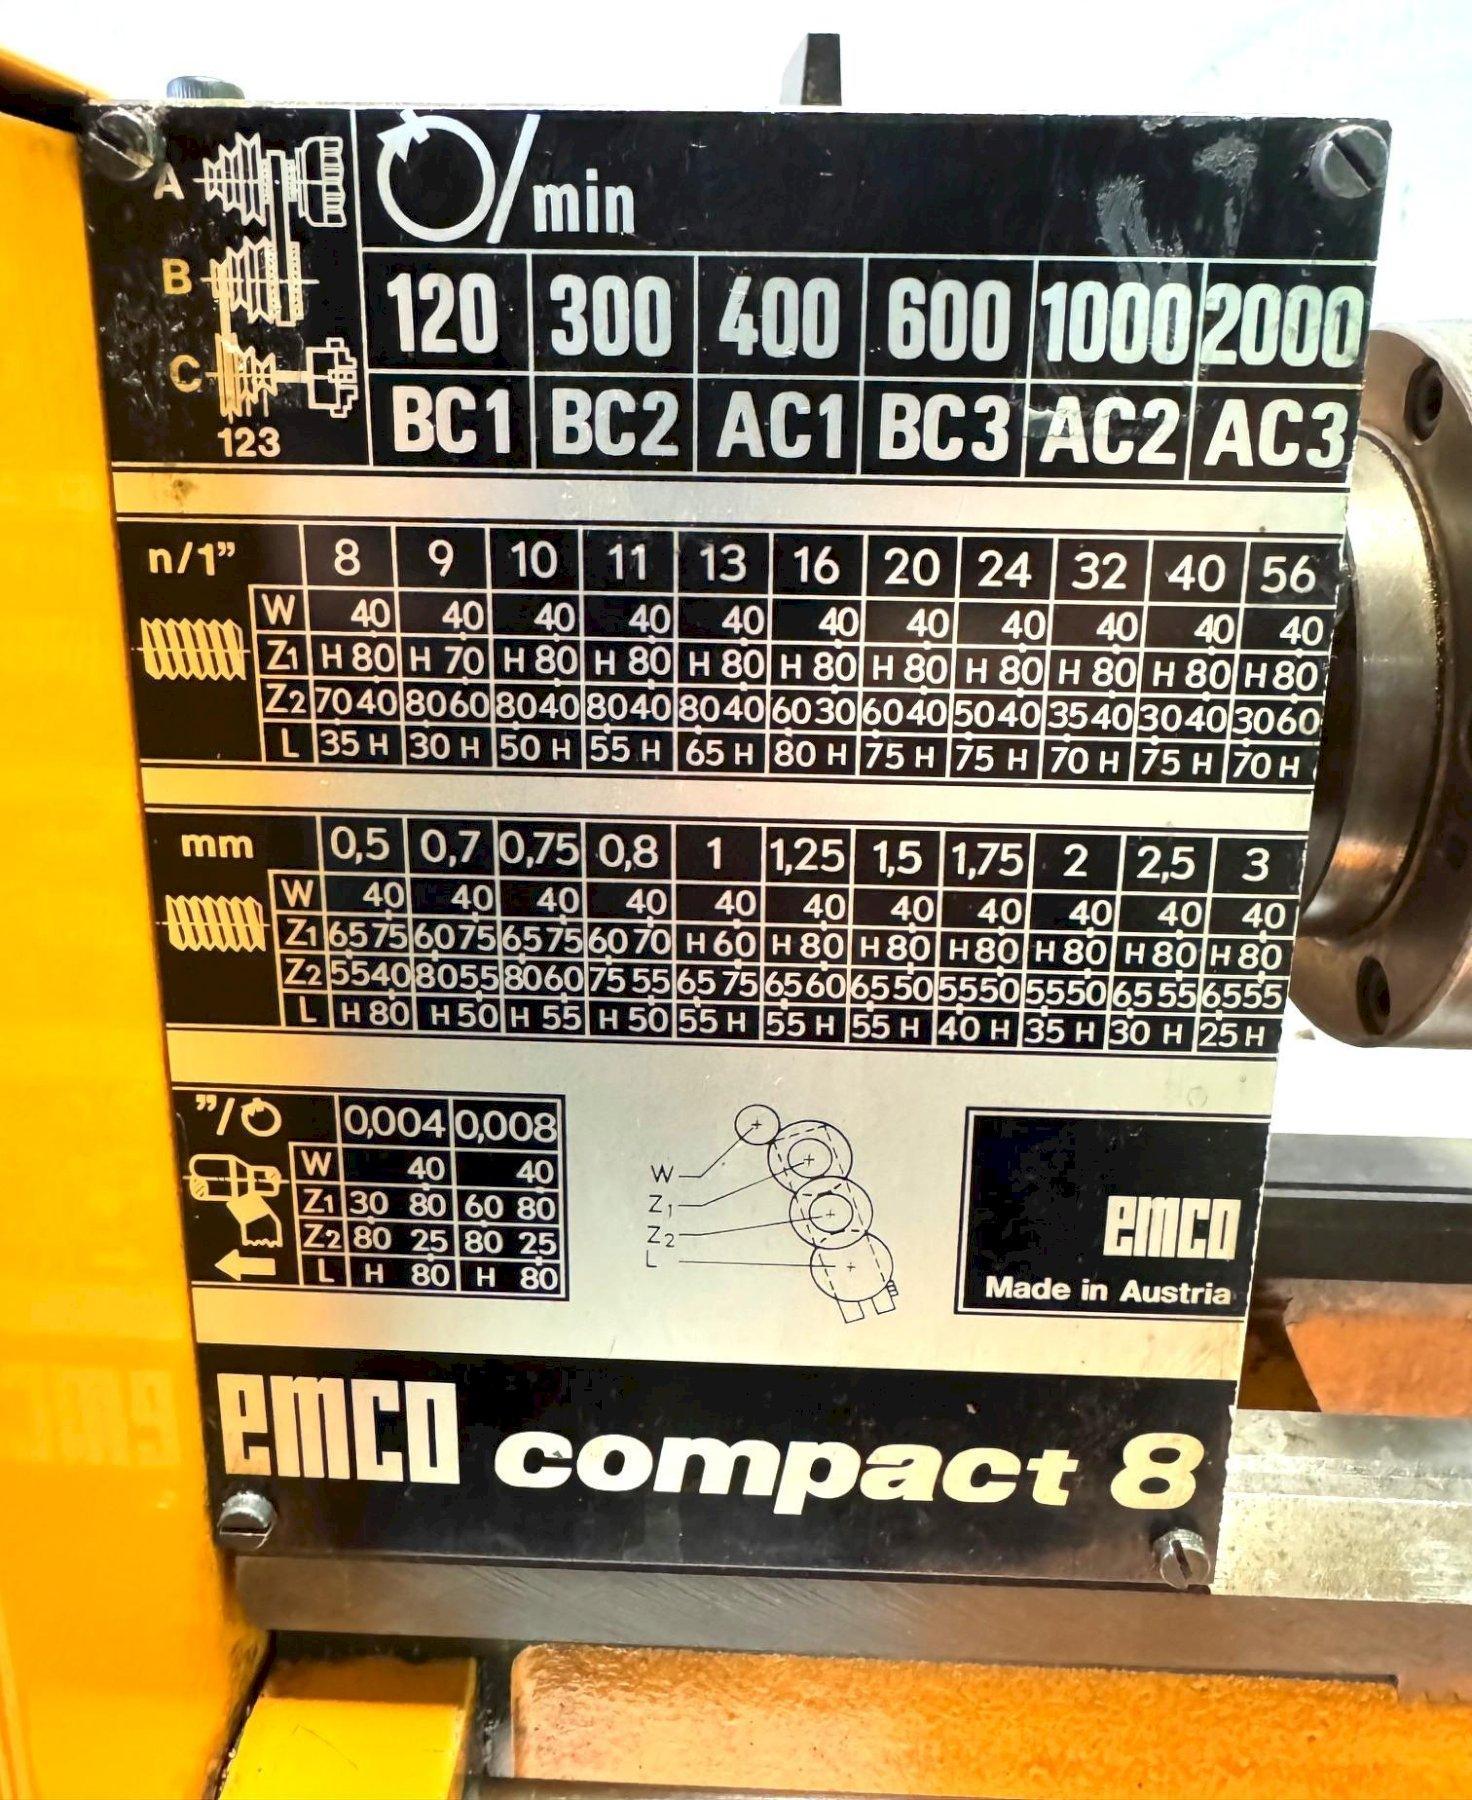 A
B
C
123
/min
120 300 400 600 1000 2000
BC1 BC2 AC1 BC3 AC2 AC3
n/1” 8 9 10 11 13 16 20 24 32 40 56
W 40 40 40 40 40 40 40 40 40 40 40
Z1 H 80 H 70 H 80 H 80 H 80 H 80 H 80 H 80 H 80 H 80 H 80
Z2 70 40 80 60 80 40 80 40 80 40 60 30 60 40 50 40 35 40 30 40 30 60
L 35 H 30 H 50 H 55 H 65 H 80 H 75 H 75 H 70 H 75 H 70 H
mm 0,5 0,7 0,75 0,8 1 1,25 1,5 1,75 2 2,5 3
W 40 40 40 40 40 40 40 40 40 40 40
Z1 65 75 60 75 65 75 60 70 H 60 H 80 H 80 H 80 H 80 H 80 H 80
Z2 55 40 80 55 80 60 75 55 65 75 65 60 65 50 55 50 55 50 65 55 65 55
L H 80 H 50 H 55 H 50 55 H 55 H 55 H 40 H 35 H 30 H 25 H
”/ 0,004 0,008
W 40 40
Z1 30 80 60 80
Z2 80 25 80 25
L H 80 H 80
W
Z1
Z2
L
emco
Made in Austria
emco compact 8